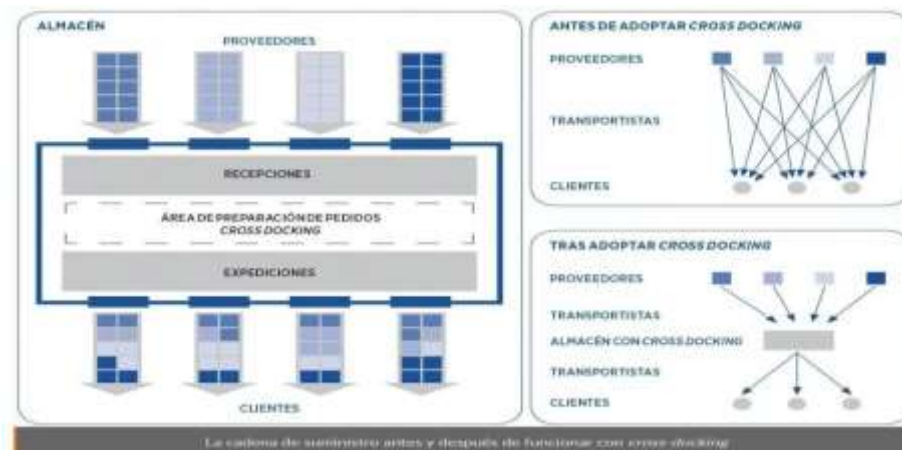 ALMACÉN
PROVEEDORES
RECEPCIONES
ÁREA DE PREPARACIÓN DE PEDIDOS
CROSS DOCKING
EXPEDICIONES
CLIENTES
ANTES DE ADOPTAR CROSS DOCKING
PROVEEDORES
TRANSPORTISTAS
CLIENTES
TRAS ADOPTAR CROSS DOCKING
PROVEEDORES
TRANSPORTISTAS
ALMACÉN CON CROSS DOCKING
TRANSPORTISTAS
CLIENTES
La cadena de suministro antes y después de funcionar con cross docking